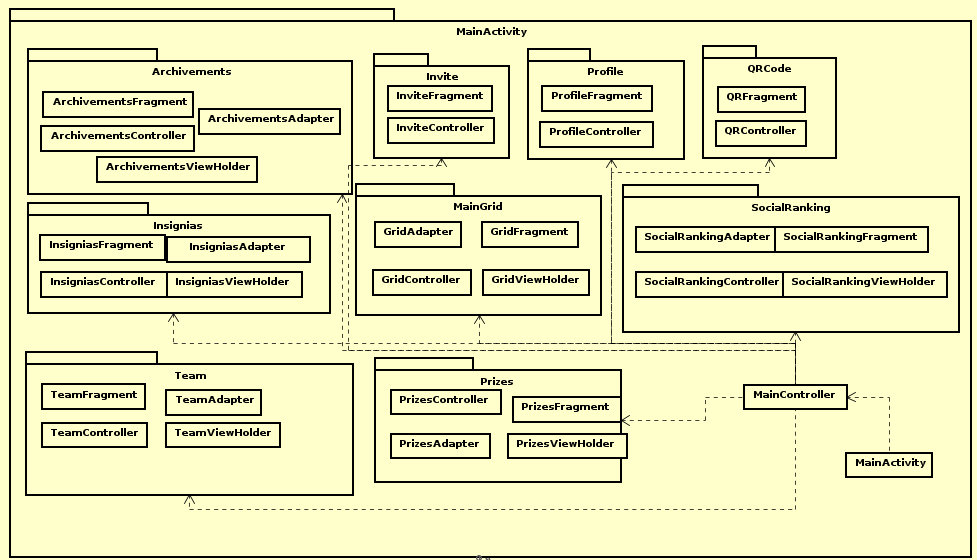 MainActivity
Archivements
ArchivementsFragment
ArchivementsAdapter
ArchivementsController
ArchivementsViewHolder
Invite
InviteFragment
InviteController
Profile
ProfileFragment
ProfileController
QRCode
QRFragment
QRController
Insignias
InsigniasFragment
InsigniasAdapter
InsigniasController
InsigniasViewHolder
MainGrid
GridAdapter
GridFragment
GridController
GridViewHolder
SocialRanking
SocialRankingAdapter
SocialRankingFragment
SocialRankingController
SocialRankingViewHolder
Team
TeamFragment
TeamAdapter
TeamController
TeamViewHolder
Prizes
PrizesController
PrizesFragment
PrizesAdapter
PrizesViewHolder
MainController
MainActivity